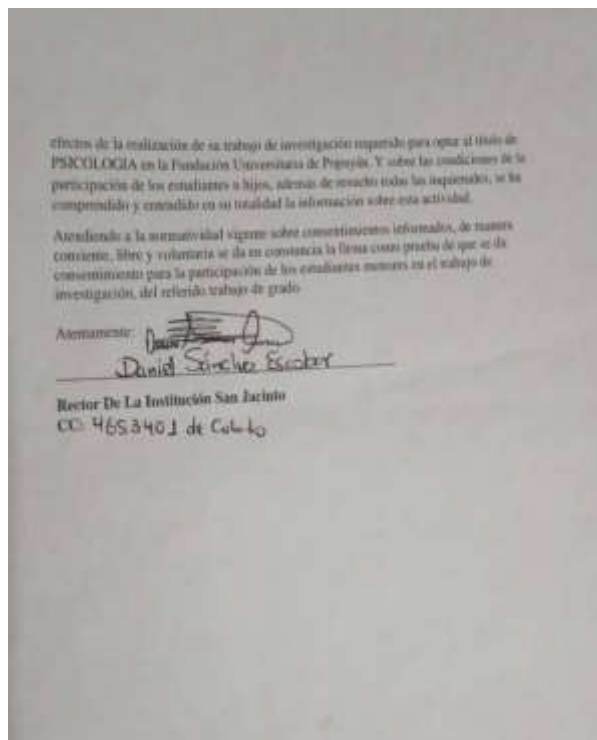 efectos de la realización de su trabajo de investigación requerido para optar al título de
PSICOLOGIA en la Fundación Universitaria de Popayán. Y sobre las condiciones de la
participación de los estudiantes o hijos, además de resuelto todas las inquietudes, se ha
comprendido y entendido en su totalidad la información sobre esta actividad.
Atendiendo a la normatividad vigente sobre consentimientos informados, de manera
consiente, libre y voluntaria se da en constancia la firma como prueba de que se da
consentimiento para la participación de los estudiantes menores en el trabajo de
investigación, del referido trabajo de grado
Atentamente:
Daniel Sánchez Escobar
Rector De La Institución San Jacinto
CC: 4653401 de